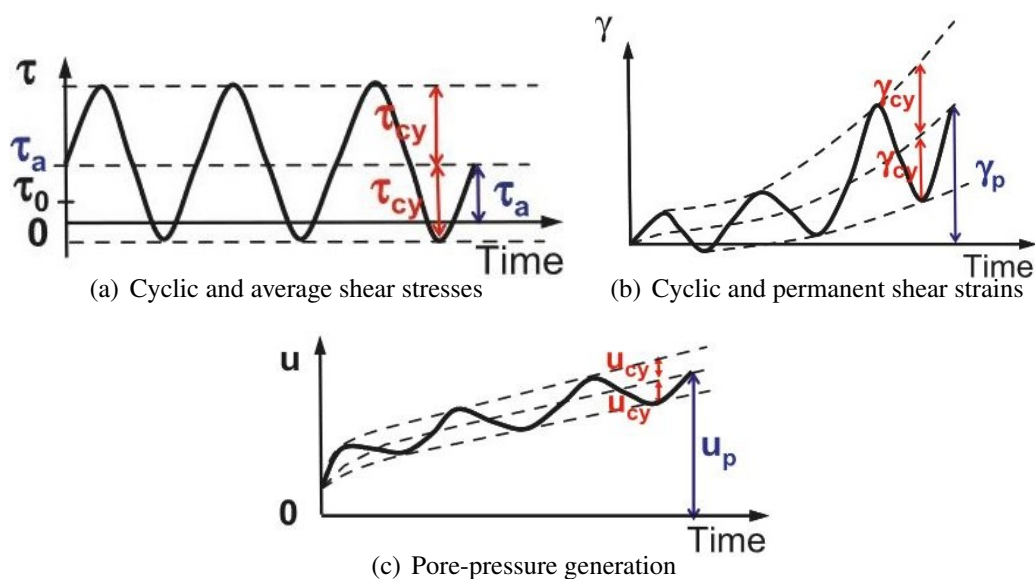 τ
τcy
τa
τ0
τcy
τa
0
Time
(a) Cyclic and average shear stresses
γ
γcy
γcy
γp
Time
(b) Cyclic and permanent shear strains
u
ucy
ucy
up
0
Time
(c) Pore-pressure generation